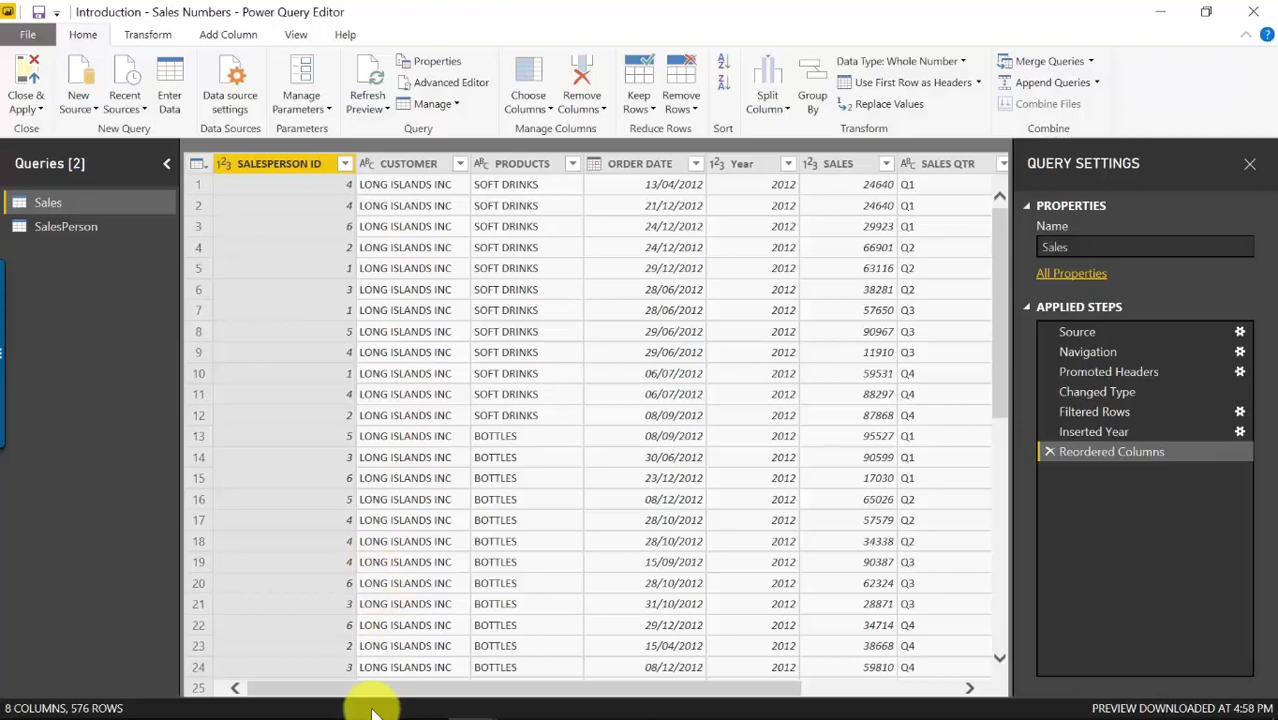 Introduction - Sales Numbers - Power Query Editor
File Home Transform Add Column View Help
Close & Apply
New Source
Recent Sources
Enter Data
Data source settings
Manage Parameters
Refresh Preview
Properties
Advanced Editor
Manage
Choose Columns
Remove Columns
Keep Rows
Remove Rows
Split Column
Group By
Data Type: Whole Number
Use First Row as Headers
Replace Values
Merge Queries
Append Queries
Combine Files
Close New Query Data Sources Parameters Query Manage Columns Reduce Rows Sort Transform Combine
Queries [2]
Sales
SalesPerson
SALESPERSON ID CUSTOMER PRODUCTS ORDER DATE Year SALES SALES QTR
1 4 LONG ISLANDS INC SOFT DRINKS 13/04/2012 2012 24640 Q1
2 4 LONG ISLANDS INC SOFT DRINKS 21/12/2012 2012 24640 Q1
3 6 LONG ISLANDS INC SOFT DRINKS 24/12/2012 2012 29923 Q1
4 2 LONG ISLANDS INC SOFT DRINKS 24/12/2012 2012 66901 Q2
5 1 LONG ISLANDS INC SOFT DRINKS 29/12/2012 2012 63116 Q2
6 3 LONG ISLANDS INC SOFT DRINKS 28/06/2012 2012 38281 Q2
7 1 LONG ISLANDS INC SOFT DRINKS 28/06/2012 2012 57650 Q3
8 5 LONG ISLANDS INC SOFT DRINKS 29/06/2012 2012 90967 Q3
9 4 LONG ISLANDS INC SOFT DRINKS 29/06/2012 2012 11910 Q3
10 1 LONG ISLANDS INC SOFT DRINKS 06/07/2012 2012 59531 Q4
11 4 LONG ISLANDS INC SOFT DRINKS 06/07/2012 2012 88297 Q4
12 2 LONG ISLANDS INC SOFT DRINKS 08/09/2012 2012 87868 Q4
13 5 LONG ISLANDS INC BOTTLES 08/09/2012 2012 95527 Q1
14 3 LONG ISLANDS INC BOTTLES 30/06/2012 2012 90599 Q1
15 6 LONG ISLANDS INC BOTTLES 23/12/2012 2012 17030 Q1
16 5 LONG ISLANDS INC BOTTLES 08/12/2012 2012 65026 Q2
17 4 LONG ISLANDS INC BOTTLES 28/10/2012 2012 57579 Q2
18 4 LONG ISLANDS INC BOTTLES 28/10/2012 2012 34338 Q2
19 4 LONG ISLANDS INC BOTTLES 15/09/2012 2012 90387 Q3
20 6 LONG ISLANDS INC BOTTLES 28/10/2012 2012 62324 Q3
21 3 LONG ISLANDS INC BOTTLES 31/10/2012 2012 28871 Q3
22 6 LONG ISLANDS INC BOTTLES 29/12/2012 2012 34714 Q4
23 2 LONG ISLANDS INC BOTTLES 15/04/2012 2012 38668 Q4
24 3 LONG ISLANDS INC BOTTLES 08/12/2012 2012 59810 Q4
25
QUERY SETTINGS
PROPERTIES
Name
Sales
All Properties
APPLIED STEPS
Source
Navigation
Promoted Headers
Changed Type
Filtered Rows
Inserted Year
Reordered Columns
8 COLUMNS, 576 ROWS
PREVIEW DOWNLOADED AT 4:58 PM